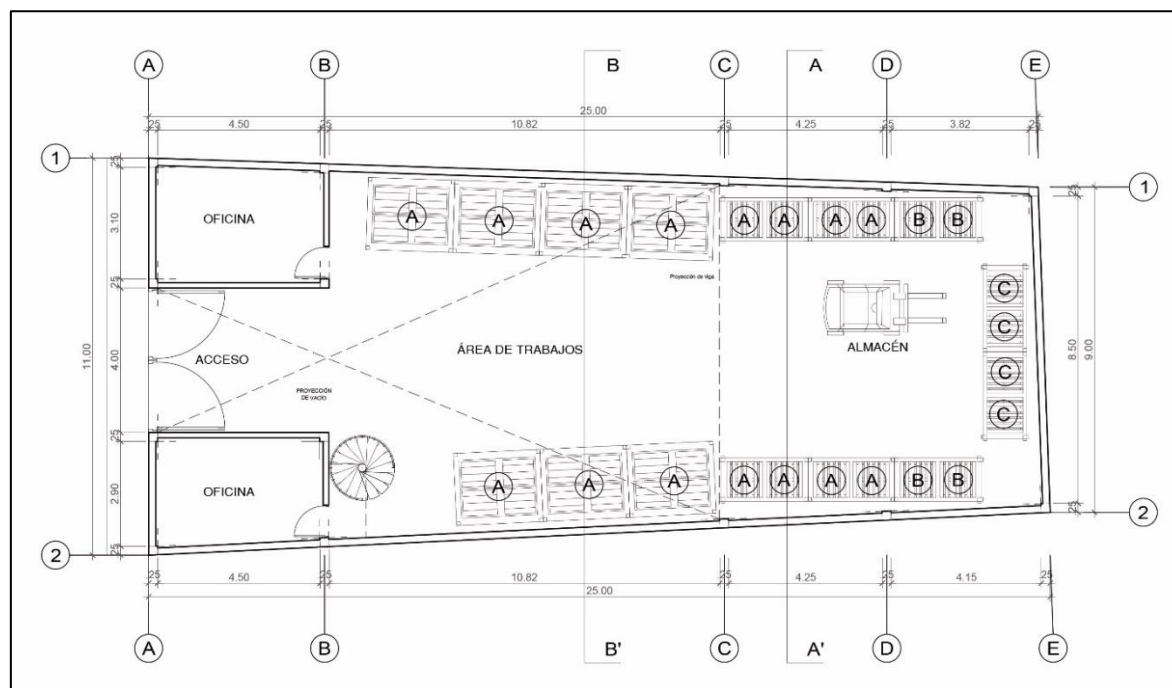 A B B C A D E
25.00
25 4.50 25 10.82 25 4.25 25 3.82 25
1 1
25 25
OFICINA
3.10
A A A A
A A A A B B
Proyección de viga
25
C
C
C
C
ACCESO
ÁREA DE TRABAJOS
ALMACÉN
11.00 4.00
8.50 9.00
PROYECCIÓN
DE VACÍO
25
OFICINA
2.90
A A A
A A A A B B
25 25
2 2
25 4.50 25 10.82 25 4.25 25 4.15 25
25.00
A B B' C A' D E